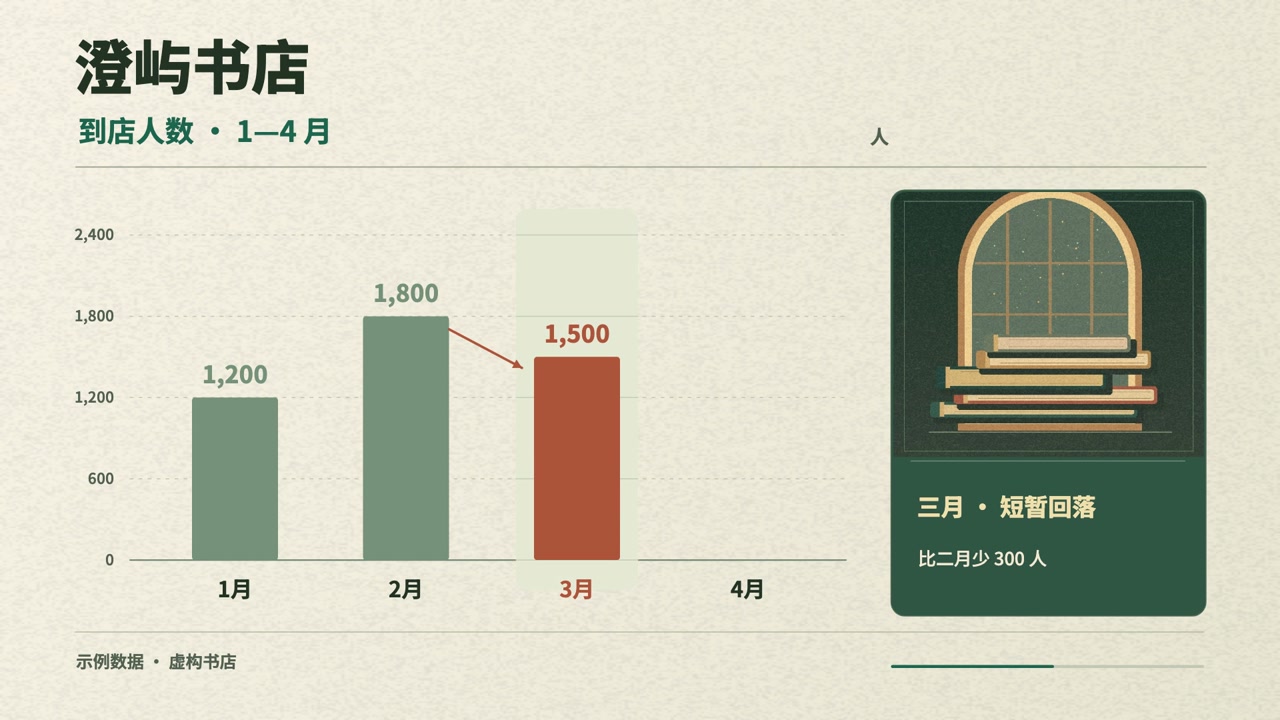 澄屿书店
到店人数 · 1—4 月
人
2,400
1,800
1,200
600
0
1,200
1,800
1,500
1月
2月
3月
4月
三月 · 短暂回落
比二月少 300 人
示例数据 · 虚构书店